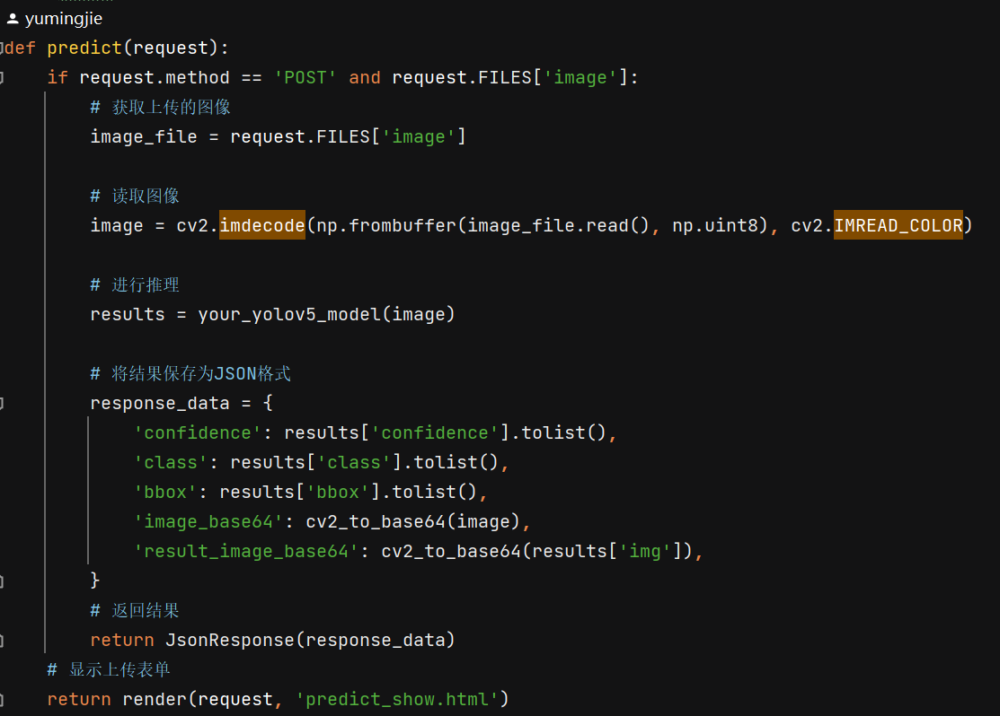 yumingjie
def predict(request):
    if request.method == 'POST' and request.FILES['image']:
        # 获取上传的图像
        image_file = request.FILES['image']
        # 读取图像
        image = cv2.imdecode(np.frombuffer(image_file.read(), np.uint8), cv2.IMREAD_COLOR)
        # 进行推理
        results = your_yolov5_model(image)
        # 将结果保存为JSON格式
        response_data = {
            'confidence': results['confidence'].tolist(),
            'class': results['class'].tolist(),
            'bbox': results['bbox'].tolist(),
            'image_base64': cv2_to_base64(image),
            'result_image_base64': cv2_to_base64(results['img']),
        }
        # 返回结果
        return JsonResponse(response_data)
    # 显示上传表单
    return render(request, 'predict_show.html')